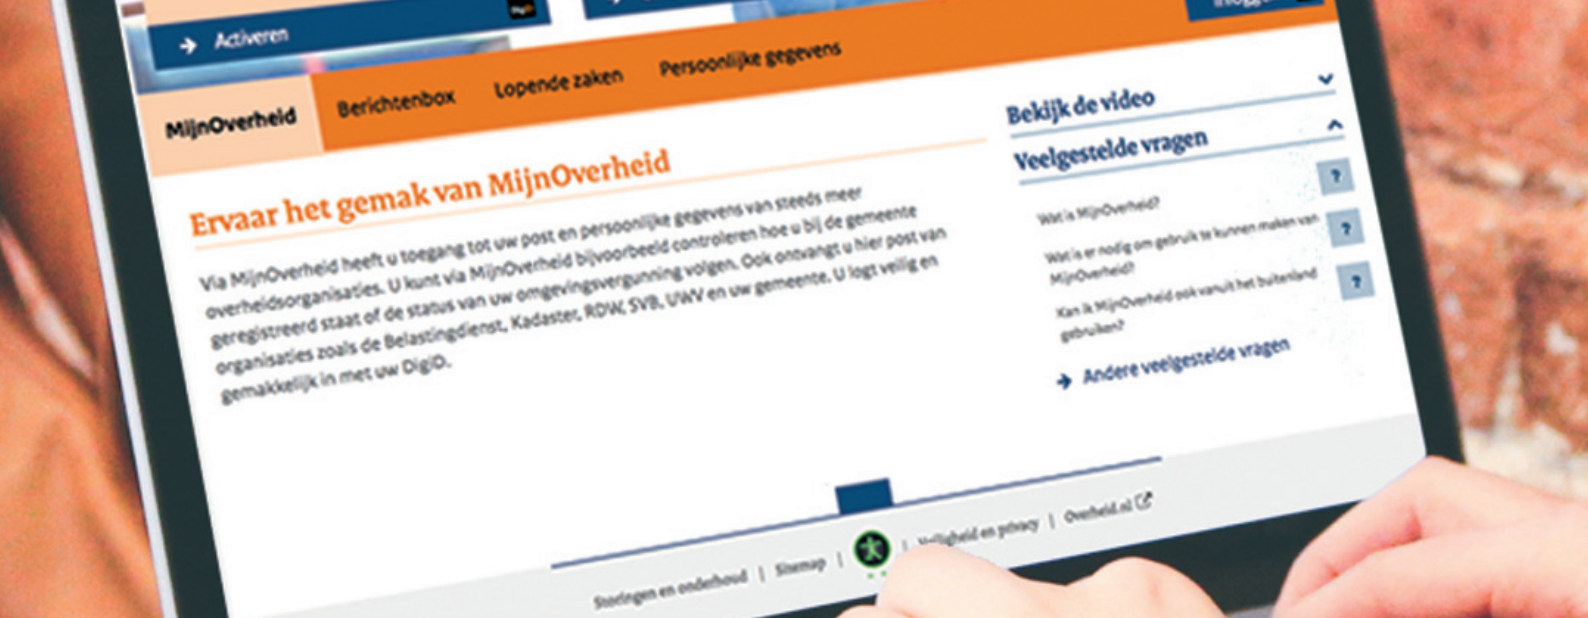 Activeren
MijnOverheid
Berichtenbox
Lopende zaken
Persoonlijke gegevens
Ervaar het gemak van MijnOverheid
Via MijnOverheid heeft u toegang tot uw post en persoonlijke gegevens van steeds meer
overheidsorganisaties. U kunt via MijnOverheid bijvoorbeeld controleren hoe u bij de gemeente
geregistreerd staat of de status van uw omgevingsvergunning volgen. Ook ontvangt u hier post van
organisaties zoals de Belastingdienst, Kadaster, RDW, SVB, UWV en uw gemeente. U logt veilig en
gemakkelijk in met uw DigiD.
Bekijk de video
Veelgestelde vragen
Wat is MijnOverheid?
?
Wat is er nodig om gebruik te kunnen maken van
MijnOverheid?
?
Kan ik MijnOverheid ook vanuit het buitenland
gebruiken?
?
Andere veelgestelde vragen
Storingen en onderhoud | Sitemap | | Veiligheid en privacy | Overheid.nl